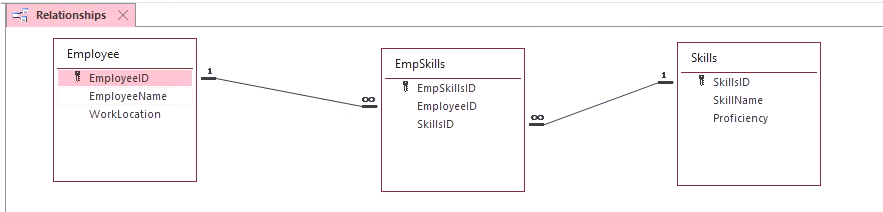 Relationships
Employee
EmployeeID
EmployeeName
WorkLocation
1
∞
EmpSkills
EmpSkillsID
EmployeeID
SkillsID
∞
1
Skills
SkillsID
SkillName
Proficiency